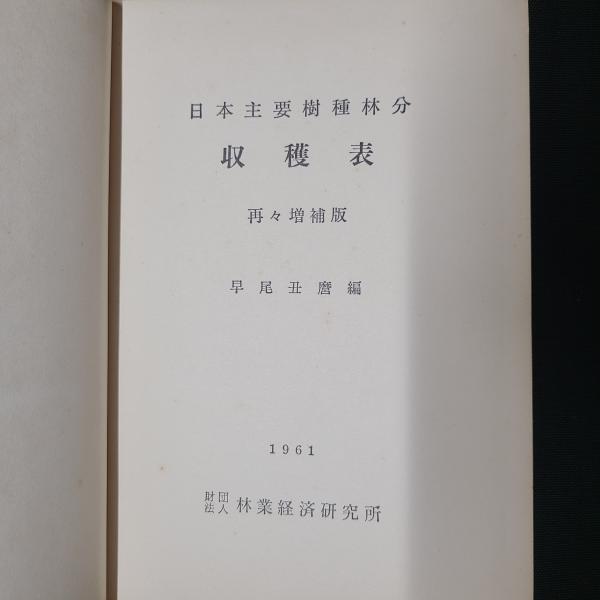 日本主要樹種林分
収穫表
再々増補版
早尾丑麿編
1961
財団法人 林業経済研究所